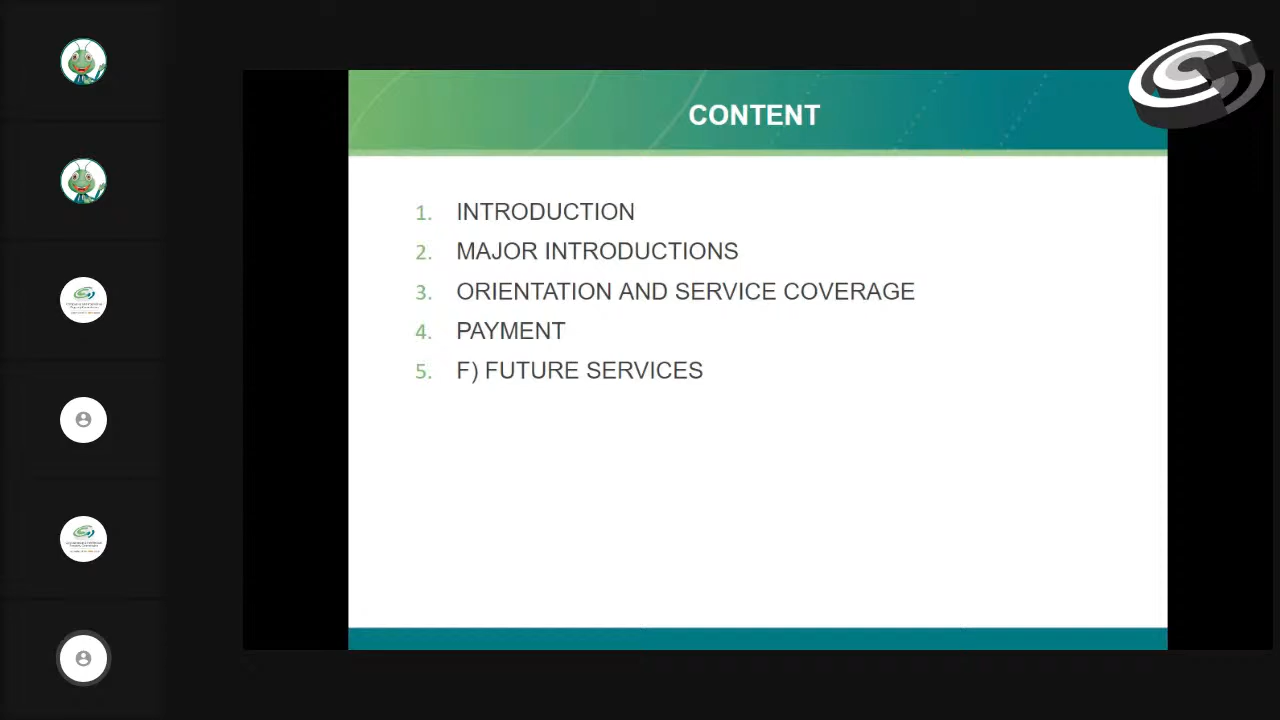 CONTENT
1. INTRODUCTION
2. MAJOR INTRODUCTIONS
3. ORIENTATION AND SERVICE COVERAGE
4. PAYMENT
5. F) FUTURE SERVICES